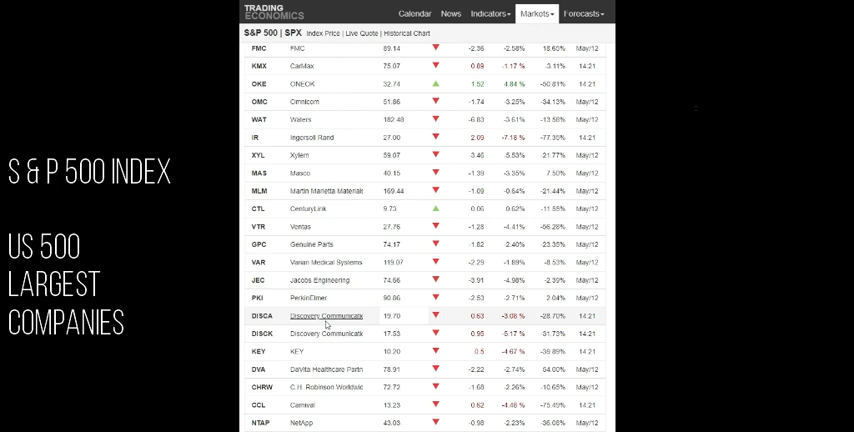 TRADING
ECONOMICS
Calendar News Indicators Markets Forecasts
S&P 500 | SPX Index Price | Live Quote | Historical Chart
FMC FMC 89.14 -2.36 -2.58% 18.65% May/12
KMX CarMax 75.07 0.89 -1.17 % -3.11% 14:21
OKE ONEOK 32.74 1.52 4.84 % -50.81% 14:21
OMC Omnicom 51.86 -1.74 -3.25% -34.13% May/12
WAT Waters 182.48 -6.83 -3.61% -13.58% May/12
IR Ingersoll Rand 27.00 2.09 -7.18 % -77.35% 14:21
XYL Xylem 59.07 -3.46 -5.53% -21.77% May/12
MAS Masco 40.15 -1.39 -3.35% 7.50% May/12
MLM Martin Marietta Materials 169.44 -1.09 -0.64% -21.44% May/12
CTL CenturyLink 9.73 0.06 0.62% -11.55% May/12
VTR Ventas 27.76 -1.28 -4.41% -56.28% May/12
GPC Genuine Parts 74.17 -1.82 -2.40% -23.35% May/12
VAR Varian Medical Systems 119.07 -2.29 -1.89% -8.53% May/12
JEC Jacobs Engineering 74.66 -3.91 -4.98% -2.39% May/12
PKI PerkinElmer 90.86 -2.53 -2.71% 2.04% May/12
DISCA Discovery Communicatio 19.70 0.63 -3.08 % -28.70% 14:21
DISCK Discovery Communicatio 17.53 0.95 -5.17 % -31.73% 14:21
KEY KEY 10.20 0.5 -4.67 % -39.89% 14:21
DVA DaVita Healthcare Partn 78.91 -2.22 -2.74% 54.00% May/12
CHRW C.H. Robinson Worldwid 72.72 -1.68 -2.26% -10.65% May/12
CCL Carnival 13.23 0.62 -4.48 % -75.49% 14:21
NTAP NetApp 43.03 -0.98 -2.23% -36.08% May/12
S & P 500 INDEX
US 500
LARGEST
COMPANIES